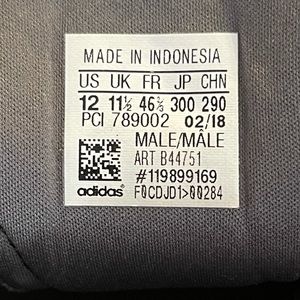 MADE IN INDONESIA
US UK FR JP CHN
12 11½ 46⅔ 300 290
PCI 789002 02/18
MALE/MÂLE
ART B44751
#119899169
adidas® F0CDJD1>00284